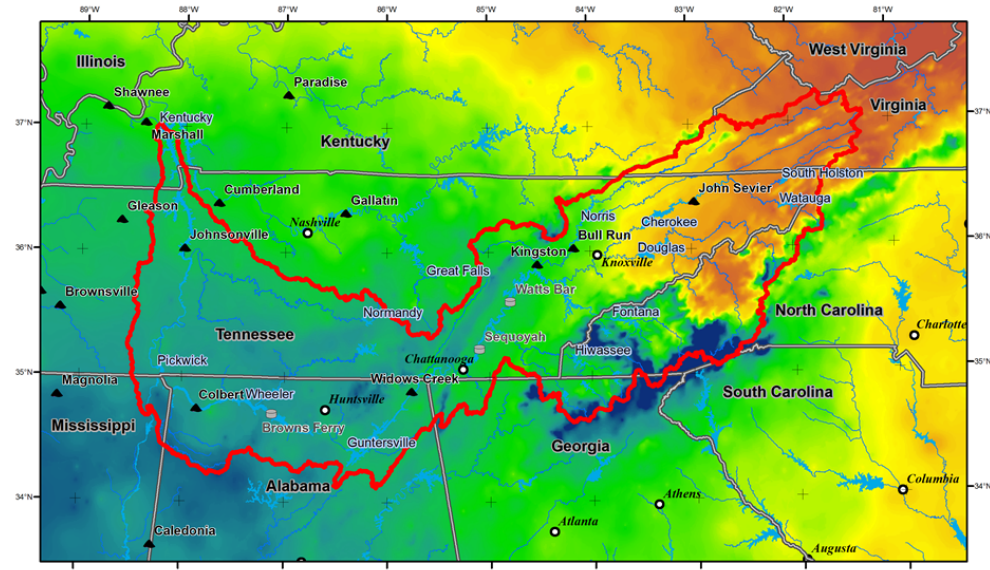 89°W 88°W 87°W 86°W 85°W 84°W 83°W 82°W 81°W
West Virginia
Illinois
Paradise
Shawnee
Virginia
Kentucky
37°N
37°N
Marshall
Kentucky
South Holston
Cumberland
John Sevier
Watauga
Gallatin
Gleason
Norris
Cherokee
Nashville
Johnsonville
Bull Run
36°N
36°N
Kingston
Douglas
Knoxville
Great Falls
Watts Bar
Brownsville
Normandy
Fontana
North Carolina
Charlotte
Tennessee
Sequoyah
Hiwassee
Pickwick
Chattanooga
35°N
35°N
Magnolia
Widows Creek
Colbert
Wheeler
Huntsville
South Carolina
Mississippi
Browns Ferry
Guntersville
Georgia
Alabama
34°N
34°N
Columbia
Athens
Atlanta
Caledonia
Augusta